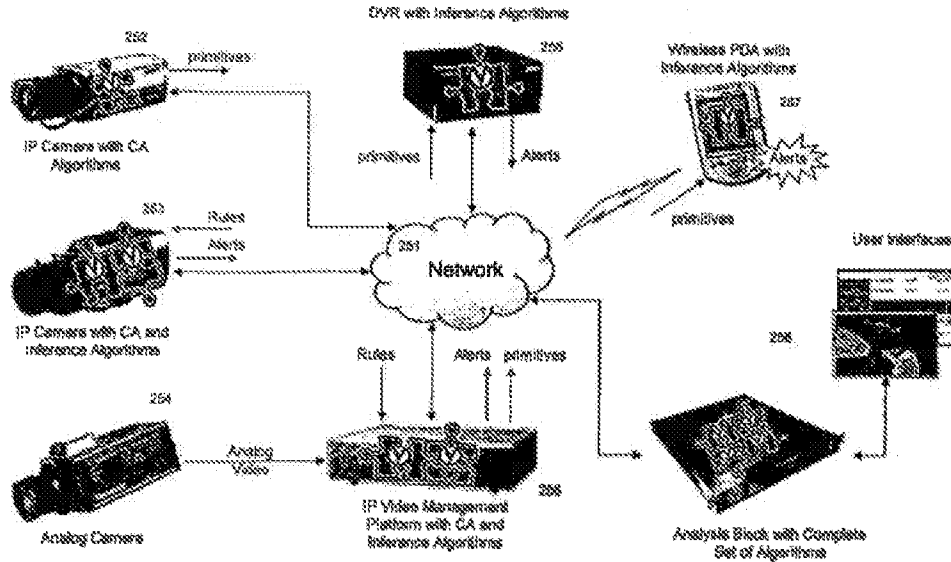 DVR with Inference Algorithms
252
primitives
255
Wireless PDA with
Inference Algorithms
257
IP Camera with CA
Algorithms
primitives
Alerts
Alerts
primitives
253
Rules
Alerts
251
Network
User Interfaces
IP Camera with CA and
Inference Algorithms
Rules
Alerts
primitives
254
Analog
Video
256
IP Video Management
Platform with CA and
Inference Algorithms
Analog Camera
Analysis Block with Complete
Set of Algorithms